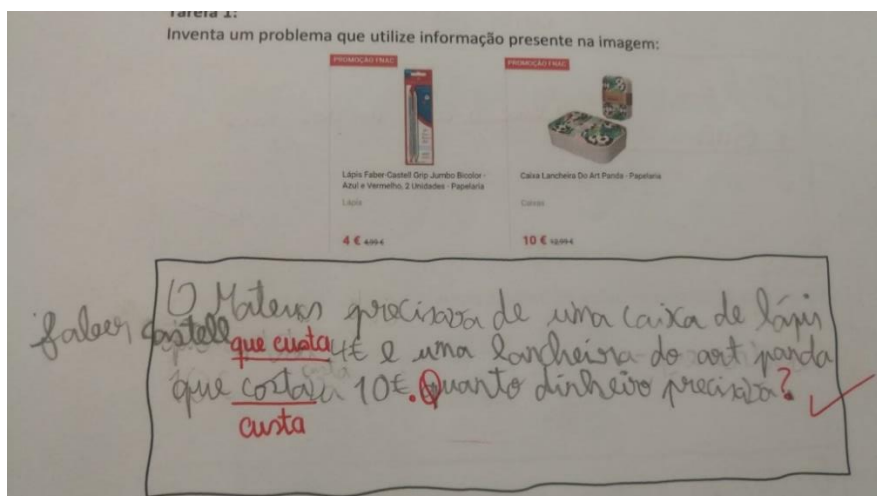 Tarefa 1:
Inventa um problema que utilize informação presente na imagem:
PROMOÇÃO FNAC
PROMOÇÃO FNAC
Lápis Faber-Castell Grip Jumbo Bicolor -
Azul e Vermelho, 2 Unidades - Papelaria
Lápis
4 € 4,99 €
Caixa Lancheira Do Art Panda - Papelaria
10 € 12,99 €
O Mateus precisava de uma caixa de lápis
faber castell que custa 4€ e uma lancheira do art panda
que costava 10€. Quanto dinheiro precisava?
custa